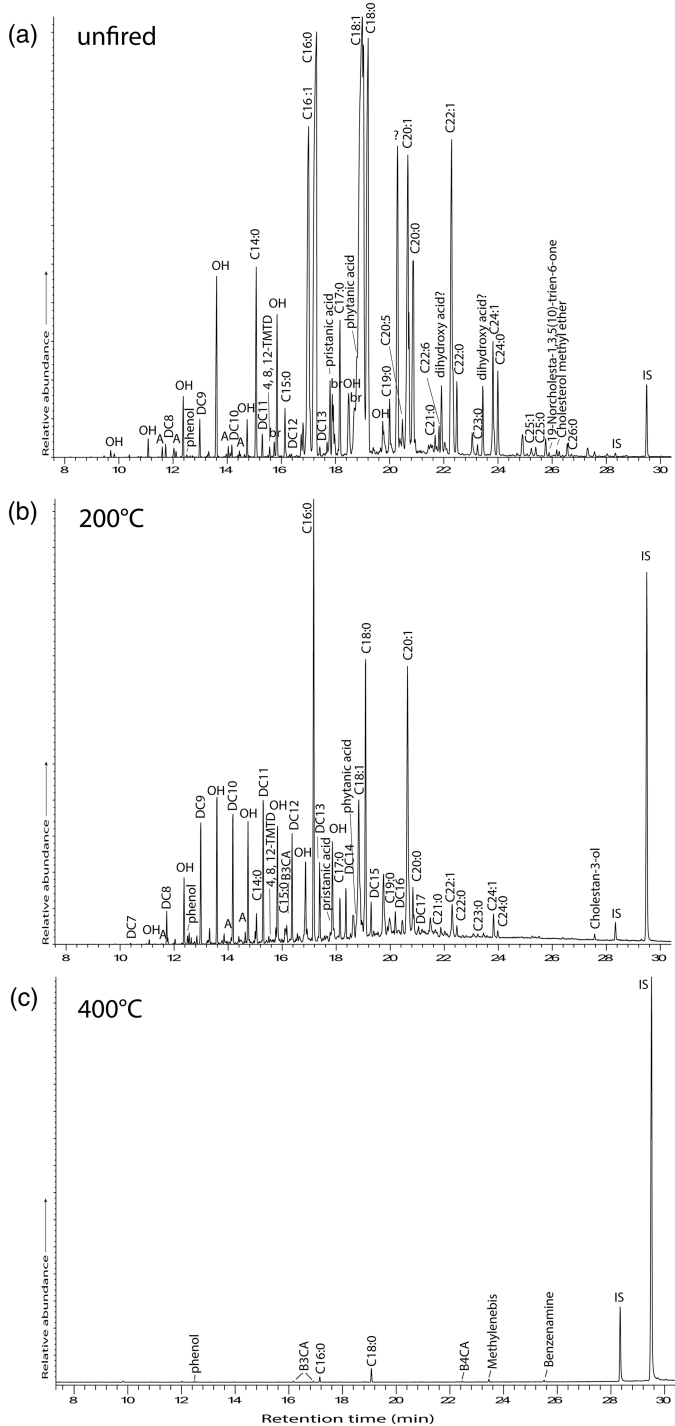 (a)
unfired
OH
A
DC8
A
OH
phenol
DC9
OH
A
DC10
A
OH
C14:0
DC11
4, 8, 12-TMTD
br
OH
C15:0
DC12
C16 :1
C16:0
DC13
pristanic acid
br
C17:0
OH
br
phytanic acid
C18:1
C18:0
OH
C19:0
C20:5
?
C20:1
C20:0
C21:0
C22:6
dihydroxy acid?
C22:1
C22:0
C23:0
dihydroxy acid?
C24:1
C24:0
C25:1
C25:0
19-Norcholesta-1,3,5(10)-trien-6-one
Cholesterol methyl ether
C26:0
IS
IS
Relative abundance
8 10 12 14 16 18 20 22 24 26 28 30
(b)
200°C
DC7
OH
A
DC8
OH
phenol
DC9
OH
A
DC10
A
OH
C14:0
DC11
4, 8, 12-TMTD
OH
C15:0
B3CA
DC12
OH
C16:0
DC13
pristanic acid
OH
C17:0
DC14
phytanic acid
C18:1
C18:0
DC15
C19:0
DC16
C20:1
C20:0
DC17
C21:0
C22:1
C22:0
C23:0
C24:1
C24:0
Cholestan-3-ol
IS
IS
Relative abundance
8 10 12 14 16 18 20 22 24 26 28 30
(c)
400°C
phenol
B3CA
C16:0
C18:0
B4CA
Methylenebis
Benzenamine
IS
IS
Relative abundance
8 10 12 14 16 18 20 22 24 26 28 30
Retention time (min)